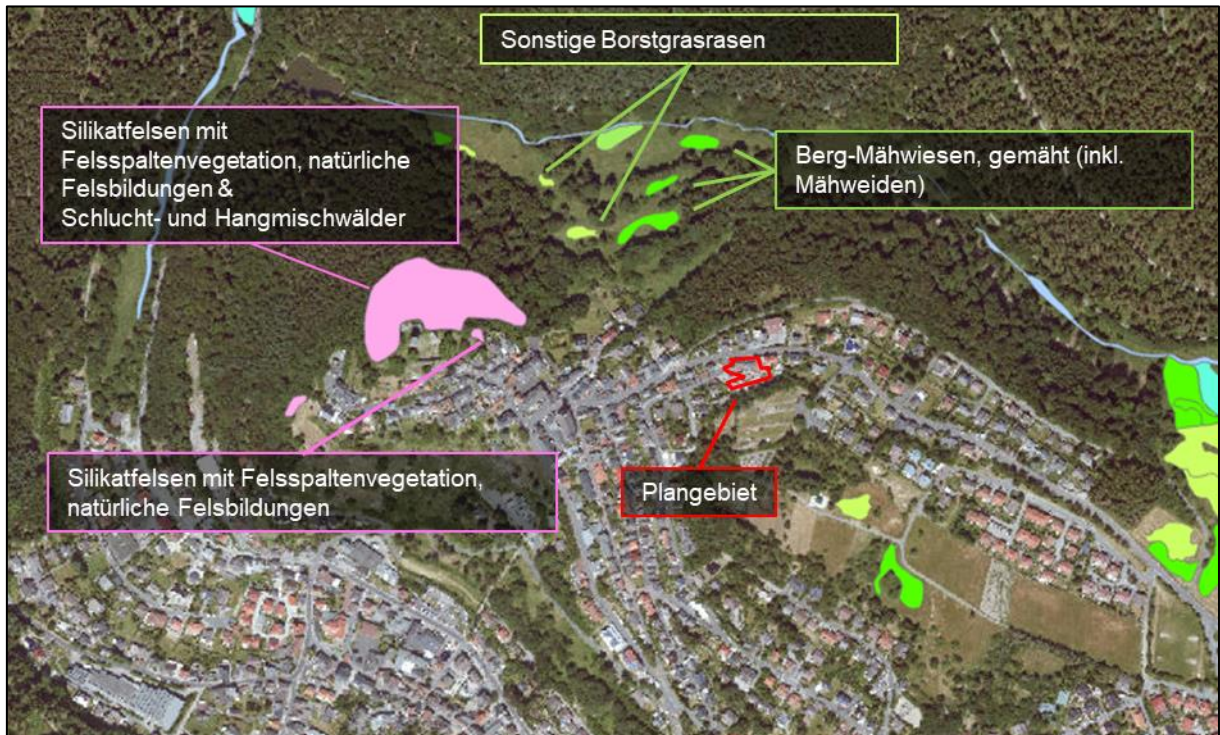 Sonstige Borstgrasrasen
Silikatfelsen mit
Felsspaltenvegetation, natürliche
Felsbildungen &
Schlucht- und Hangmischwälder
Berg-Mähwiesen, gemäht (inkl.
Mähweiden)
Silikatfelsen mit Felsspaltenvegetation,
natürliche Felsbildungen
Plangebiet